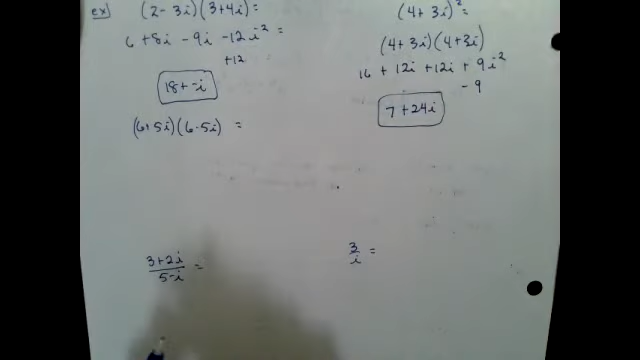 ex) (2 - 3i)(3+4i) =
6 + 8i - 9i - 12i² =
+12
18 + -i
(6+5i)(6-5i) =
(4 + 3i)² =
(4+3i)(4+3i)
16 + 12i + 12i + 9i²
- 9
7 + 24i
3+2i
5-i =
3
i =